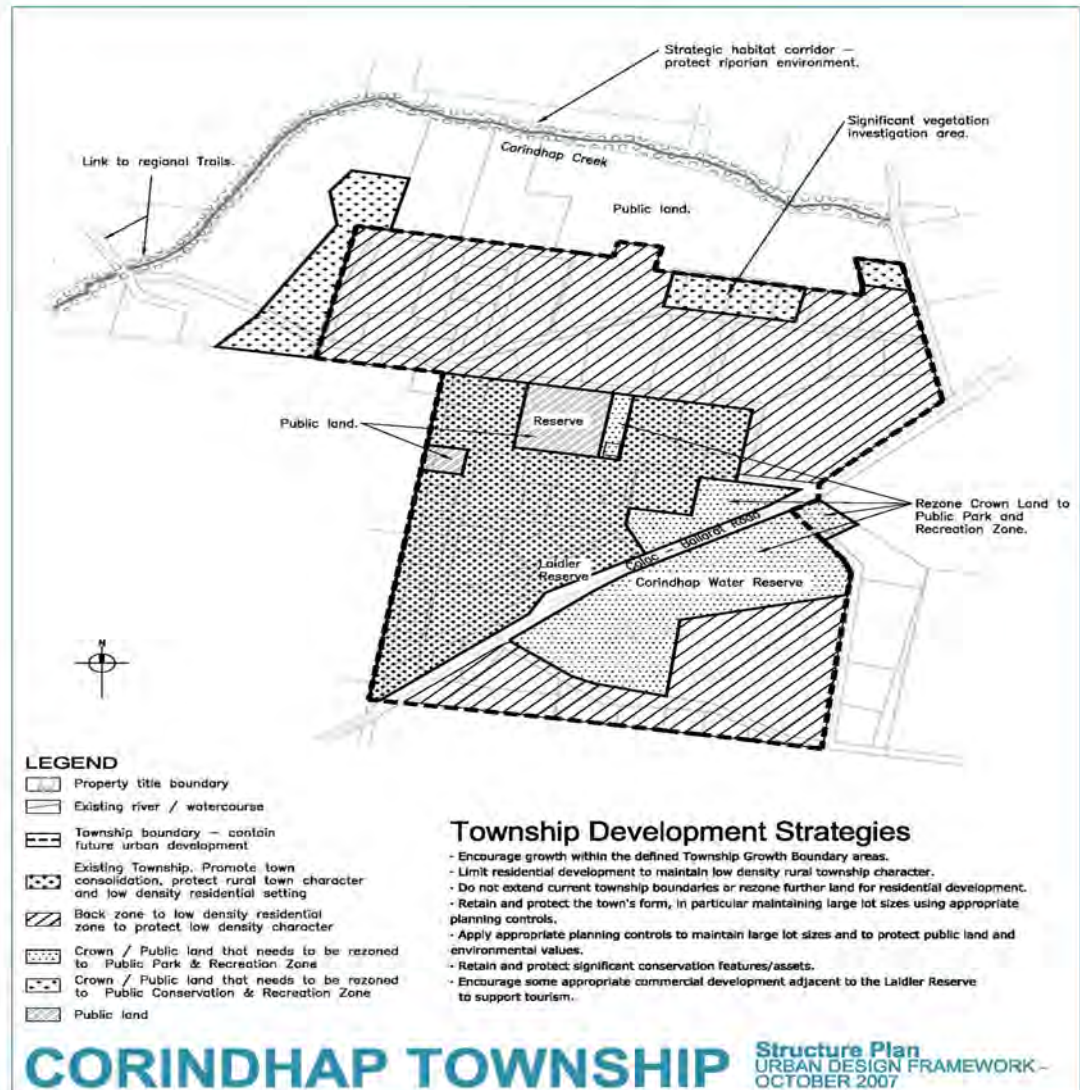 Strategic habitat corridor –
protect riparian environment.
Significant vegetation
investigation area.
Link to regional Trails.
Corindhap Creek
Public land.
Public land.
Reserve
Rezone Crown Land to
Public Park and
Recreation Zone.
Colac – Ballarat Road
Laidler
Reserve
Corindhap Water Reserve
N
LEGEND
Property title boundary
Existing river / watercourse
Township boundary – contain
future urban development
Existing Township. Promote town
consolidation, protect rural town character
and low density residential setting
Back zone to low density residential
zone to protect low density character
Crown / Public land that needs to be rezoned
to Public Park & Recreation Zone
Crown / Public land that needs to be rezoned
to Public Conservation & Recreation Zone
Public land
Township Development Strategies
- Encourage growth within the defined Township Growth Boundary areas.
- Limit residential development to maintain low density rural township character.
- Do not extend current township boundaries or rezone further land for residential development.
- Retain and protect the town's form, in particular maintaining large lot sizes using appropriate
planning controls.
- Apply appropriate planning controls to maintain large lot sizes and to protect public land and
environmental values.
- Retain and protect significant conservation features/assets.
- Encourage some appropriate commercial development adjacent to the Laidler Reserve
to support tourism.
CORINDHAP TOWNSHIP
Structure Plan
URBAN DESIGN FRAMEWORK –
OCTOBER 2007